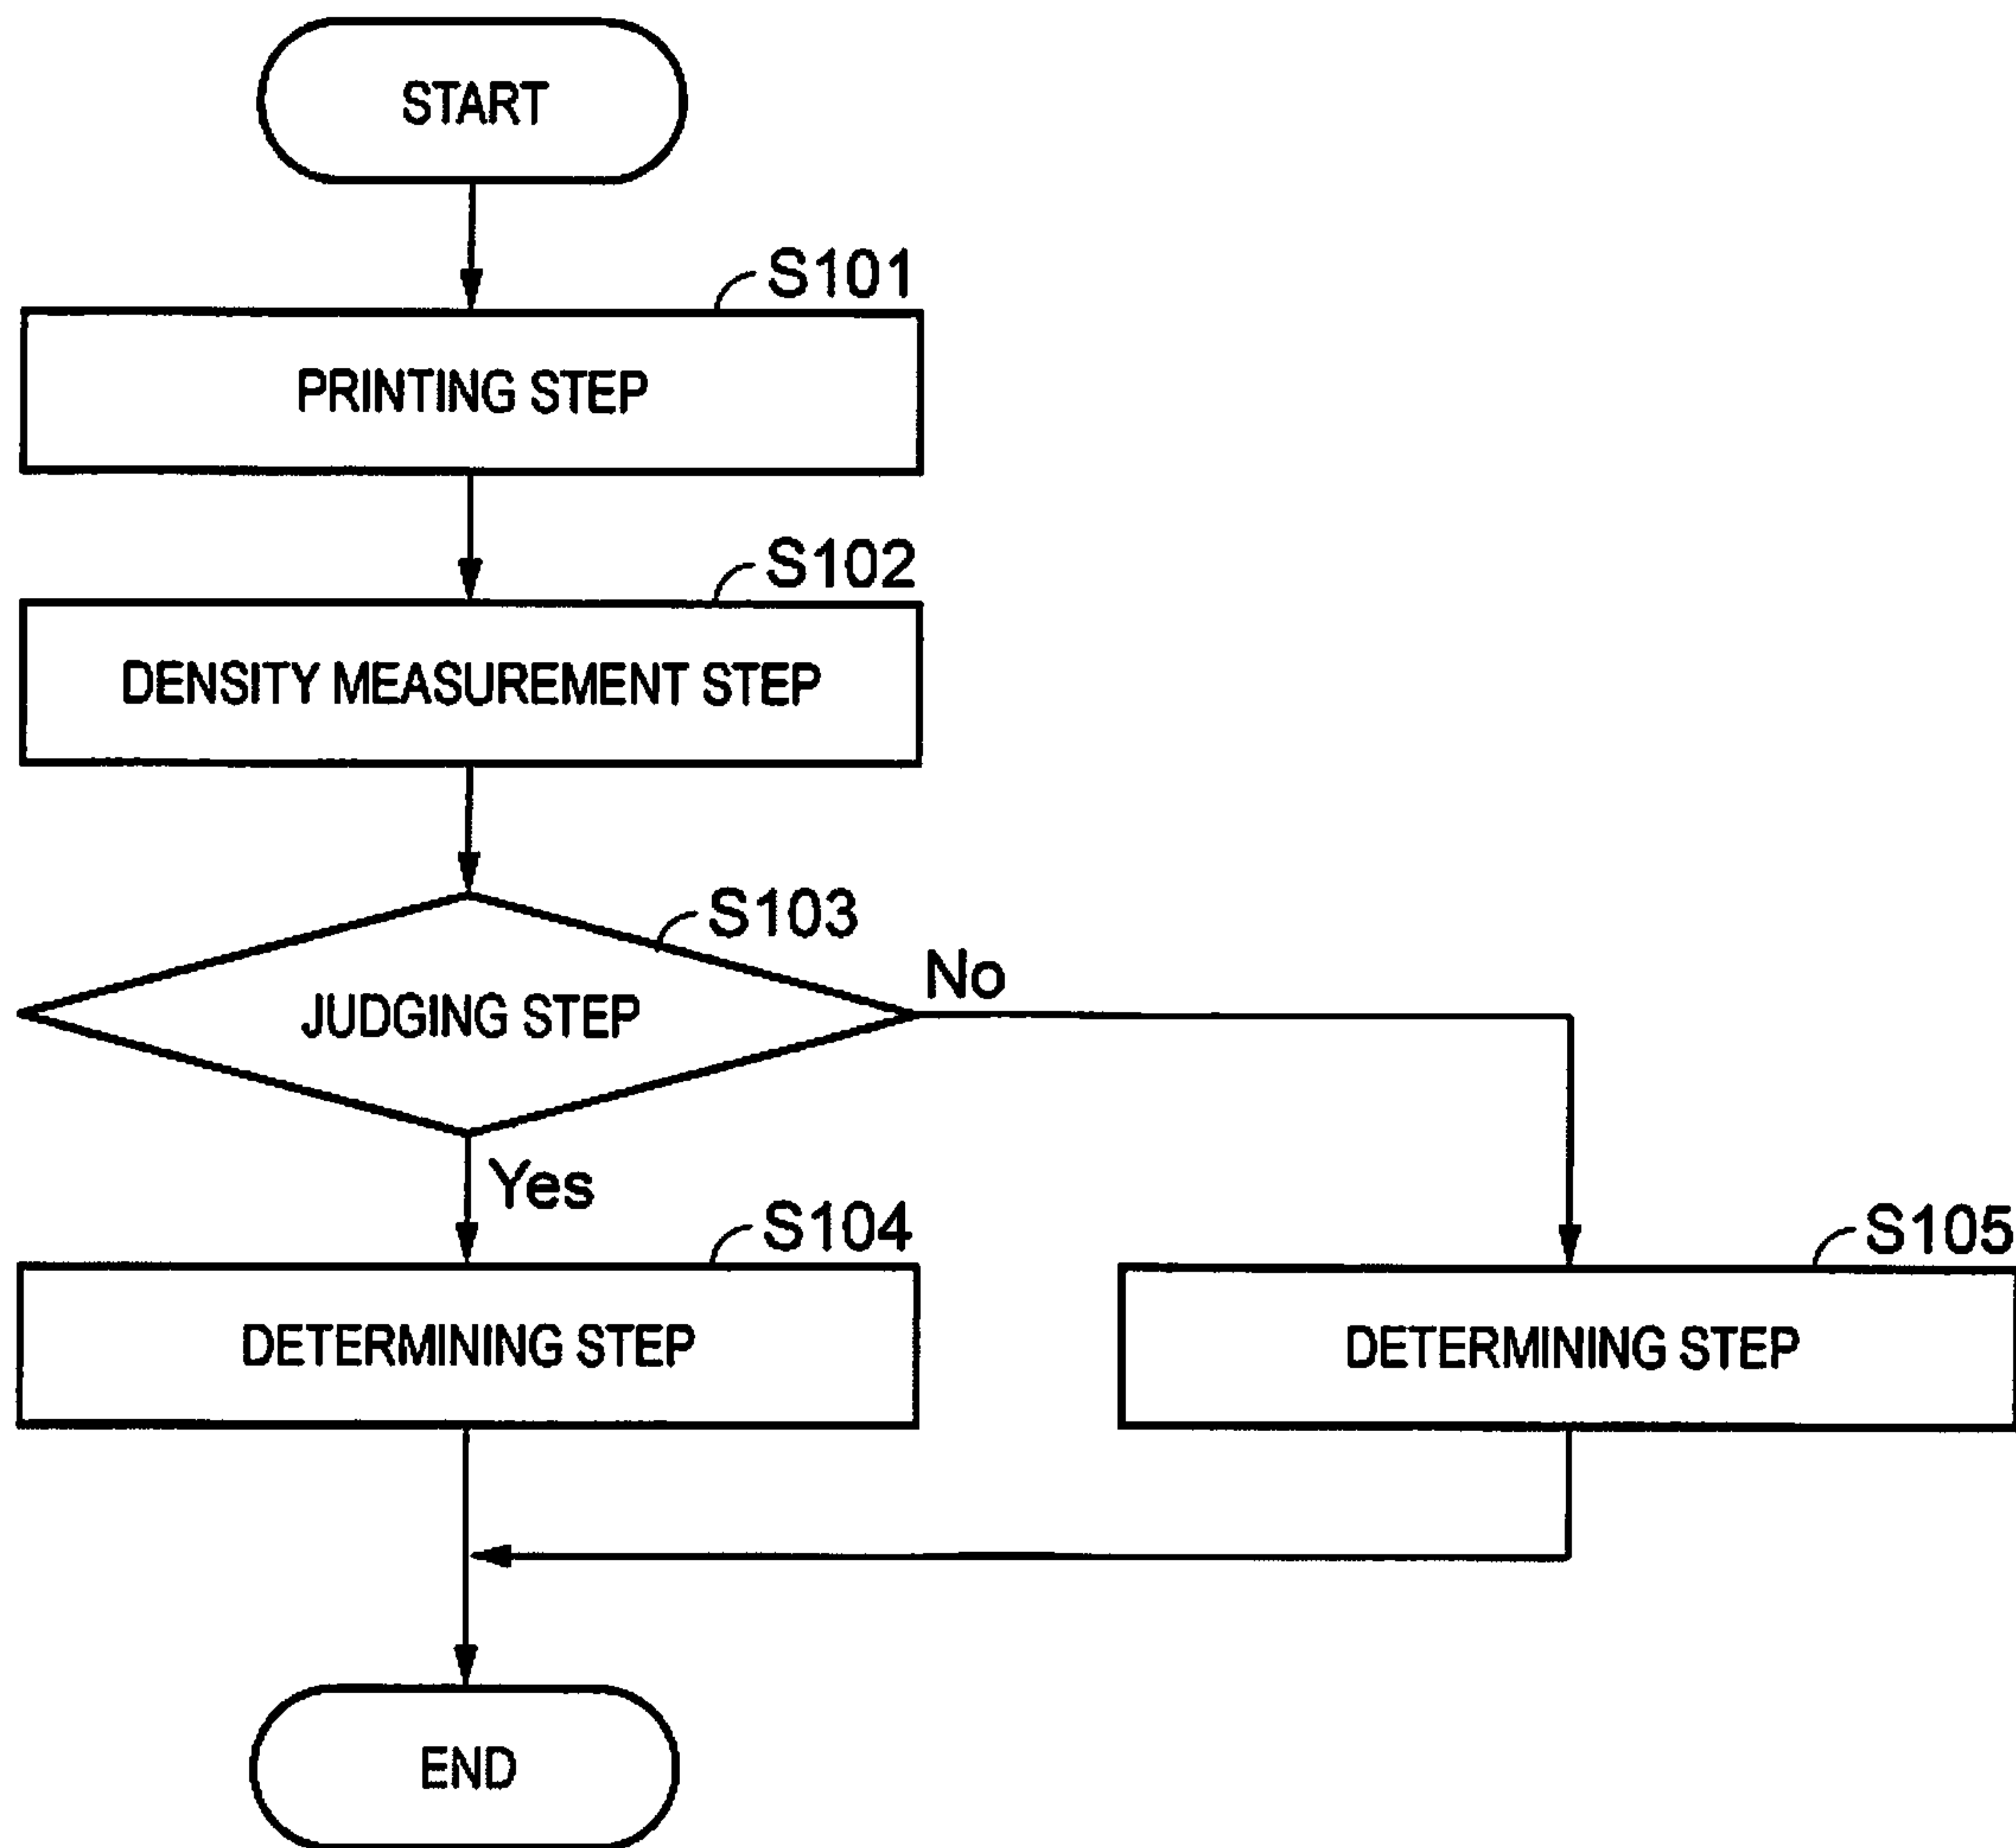 START
S101
PRINTING STEP
S102
DENSITY MEASUREMENT STEP
S103
No
JUDGING STEP
Yes
S104
S105
DETERMINING STEP
DETERMINING STEP
END